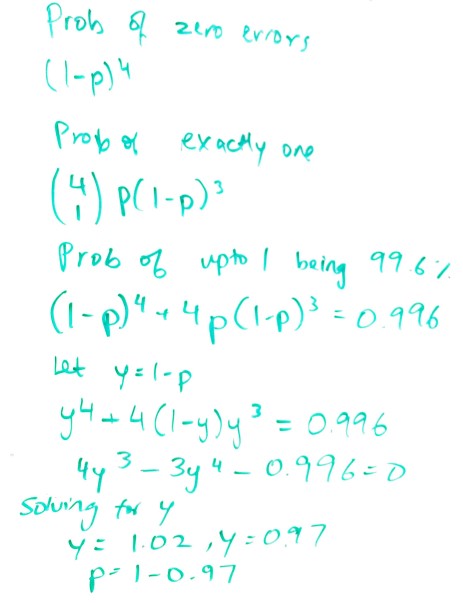 Prob of zero errors
(1-p)^4
Prob of exactly one
(4 1) p(1-p)^3
Prob of upto 1 being 99.6%
(1-p)^4 + 4p(1-p)^3 = 0.996
Let y=1-p
y^4 + 4(1-y)y^3 = 0.996
4y^3 - 3y^4 - 0.996=0
Solving for y
y= 1.02, y=0.97
p= 1-0.97